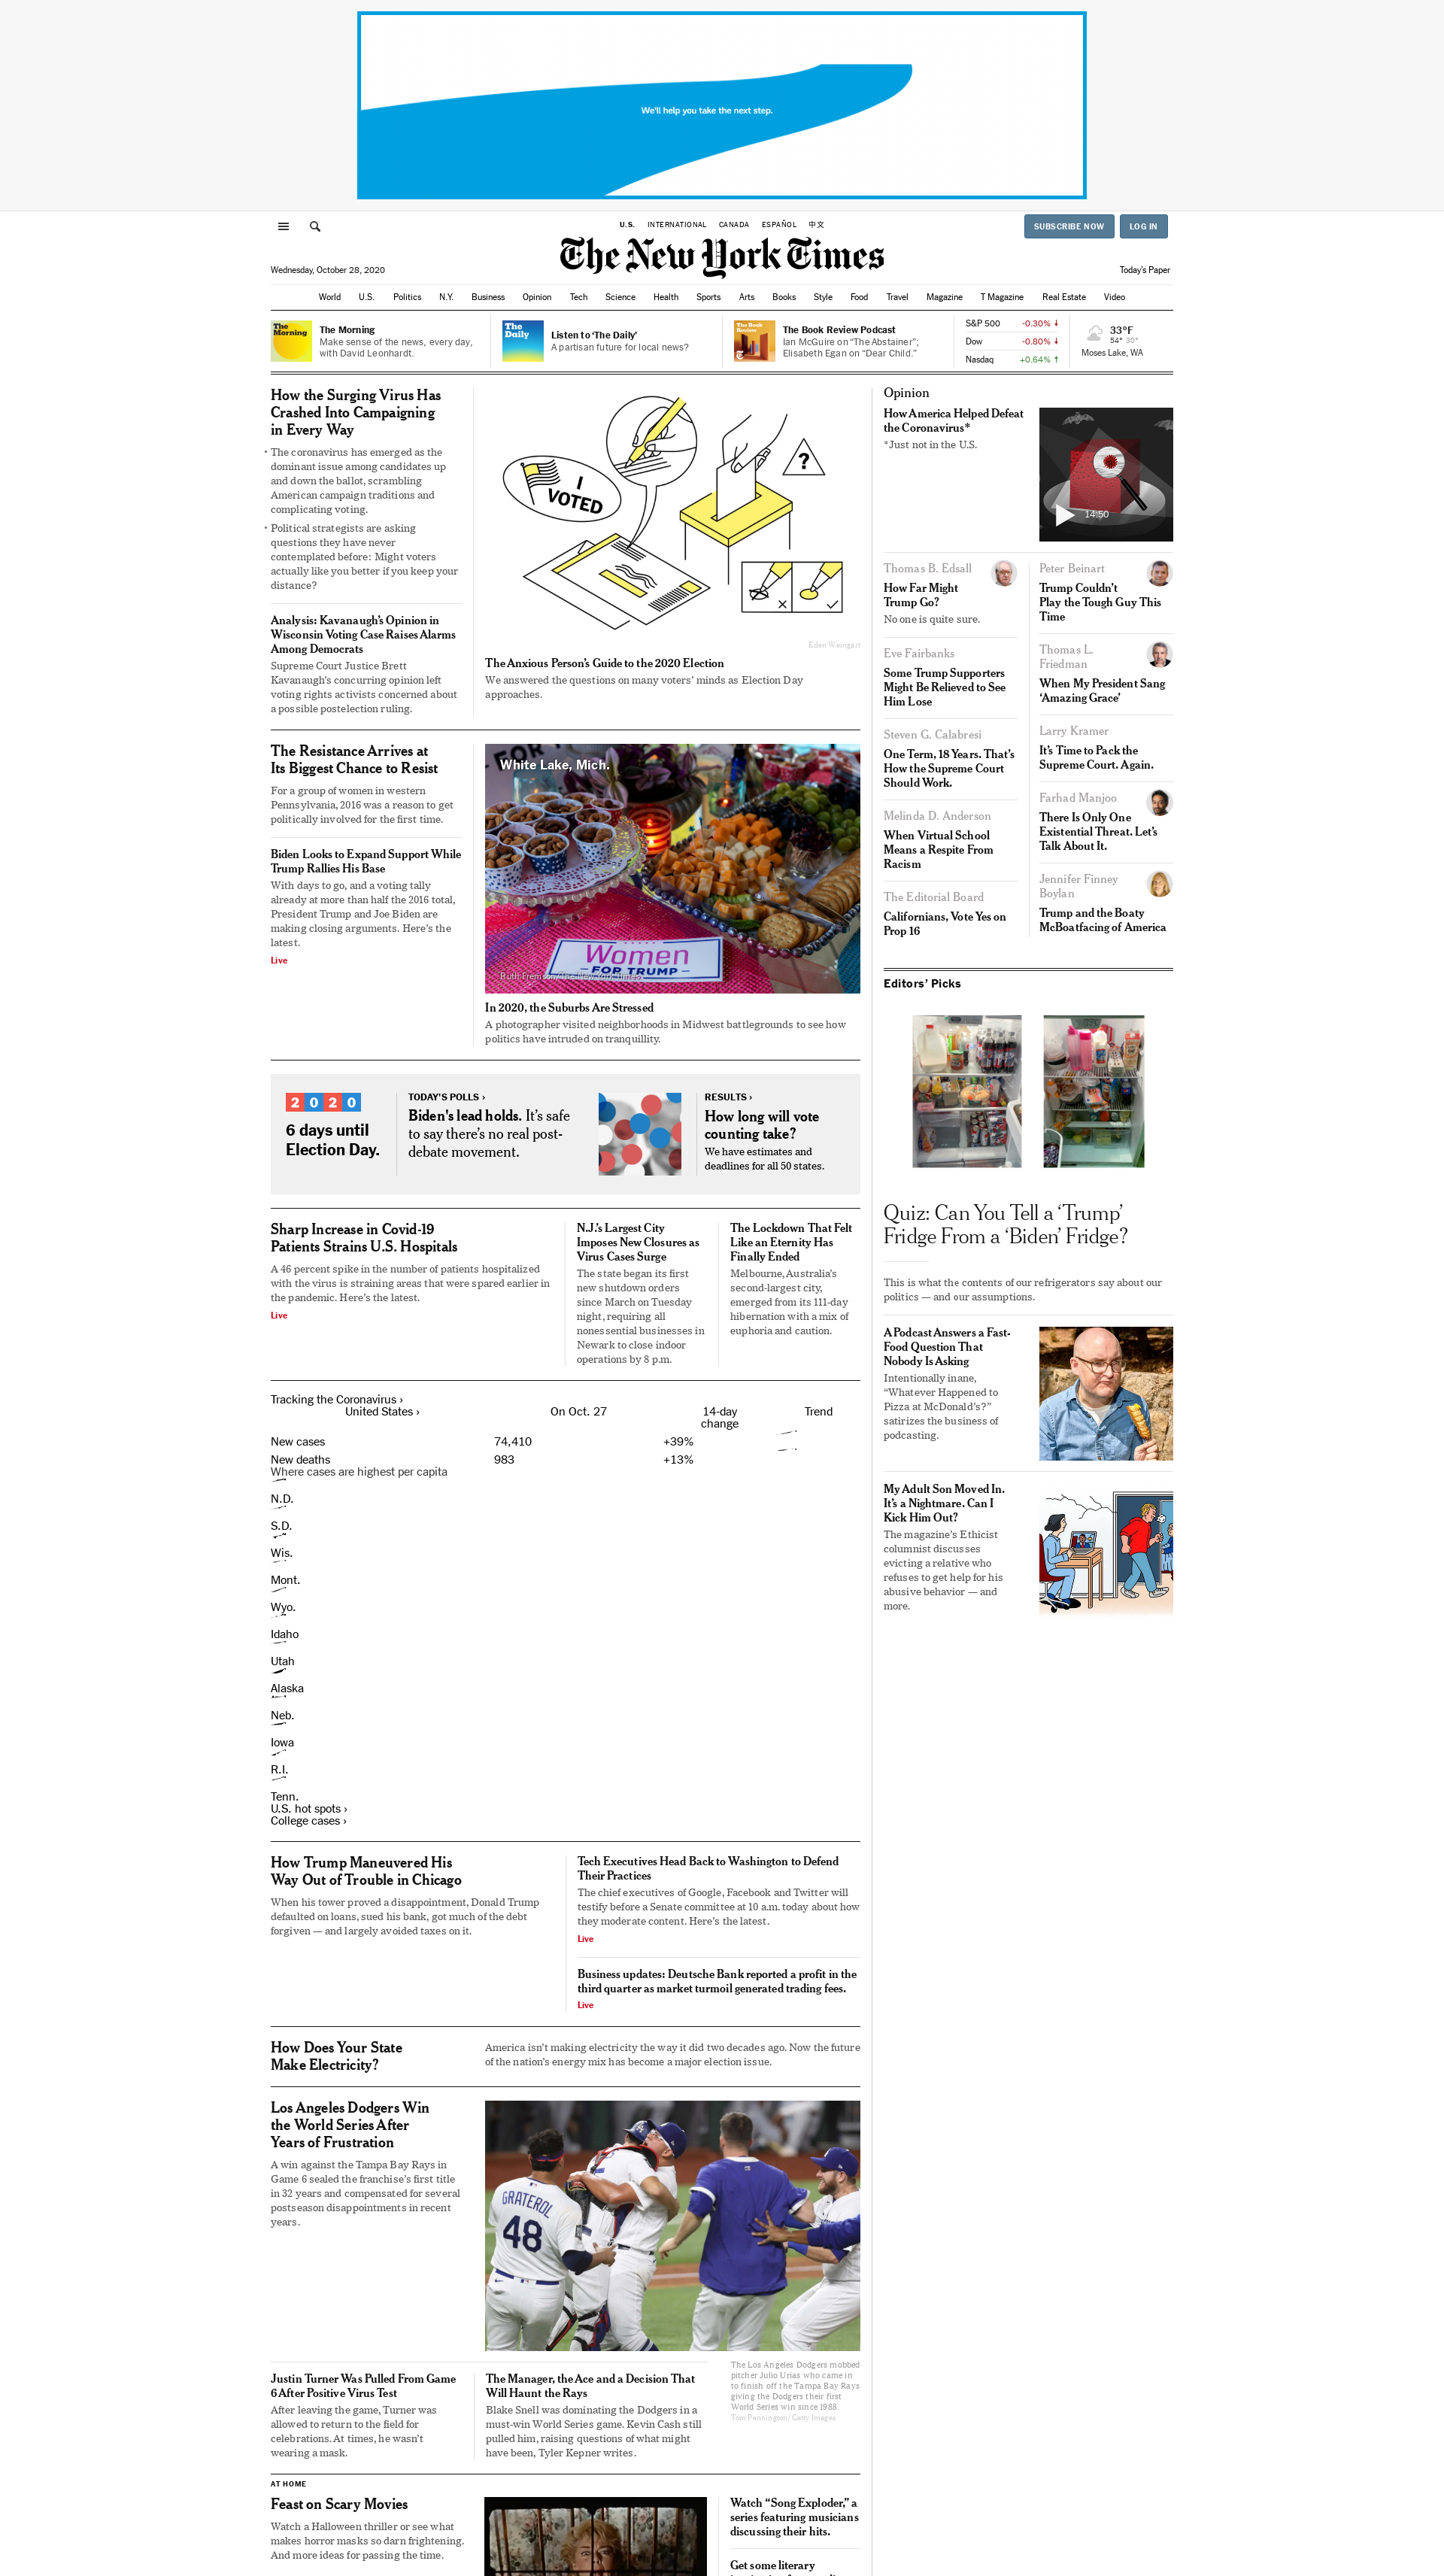 We'll help you take the next step.
U.S. INTERNATIONAL CANADA ESPAÑOL 中文
SUBSCRIBE NOW LOG IN
The New York Times
Wednesday, October 28, 2020
Today's Paper
World U.S. Politics N.Y. Business Opinion Tech Science Health Sports Arts Books Style Food Travel Magazine T Magazine Real Estate Video
The Morning
The Morning
Make sense of the news, every day,
with David Leonhardt.
The Daily
Listen to ‘The Daily’
A partisan future for local news?
The Book Review
The Book Review Podcast
Ian McGuire on “The Abstainer”;
Elisabeth Egan on “Dear Child.”
S&P 500 -0.30% ↓
Dow -0.80% ↓
Nasdaq +0.64% ↑
33°F
54° 30°
Moses Lake, WA
How the Surging Virus Has
Crashed Into Campaigning
in Every Way
• The coronavirus has emerged as the
dominant issue among candidates up
and down the ballot, scrambling
American campaign traditions and
complicating voting.
• Political strategists are asking
questions they have never
contemplated before: Might voters
actually like you better if you keep your
distance?
Analysis: Kavanaugh’s Opinion in
Wisconsin Voting Case Raises Alarms
Among Democrats
Supreme Court Justice Brett
Kavanaugh’s concurring opinion left
voting rights activists concerned about
a possible postelection ruling.
I
VOTED
?
Eden Weingart
The Anxious Person’s Guide to the 2020 Election
We answered the questions on many voters’ minds as Election Day
approaches.
The Resistance Arrives at
Its Biggest Chance to Resist
For a group of women in western
Pennsylvania, 2016 was a reason to get
politically involved for the first time.
Biden Looks to Expand Support While
Trump Rallies His Base
With days to go, and a voting tally
already at more than half the 2016 total,
President Trump and Joe Biden are
making closing arguments. Here’s the
latest.
Live
FOR
White Lake, Mich.
Women
FOR TRUMP
Ruth Fremson/The New York Times
In 2020, the Suburbs Are Stressed
A photographer visited neighborhoods in Midwest battlegrounds to see how
politics have intruded on tranquillity.
2020
6 days until
Election Day.
TODAY’S POLLS ›
Biden’s lead holds. It’s safe
to say there’s no real post-
debate movement.
RESULTS ›
How long will vote
counting take?
We have estimates and
deadlines for all 50 states.
Sharp Increase in Covid-19
Patients Strains U.S. Hospitals
A 46 percent spike in the number of patients hospitalized
with the virus is straining areas that were spared earlier in
the pandemic. Here’s the latest.
Live
N.J.’s Largest City
Imposes New Closures as
Virus Cases Surge
The state began its first
new shutdown orders
since March on Tuesday
night, requiring all
nonessential businesses in
Newark to close indoor
operations by 8 p.m.
The Lockdown That Felt
Like an Eternity Has
Finally Ended
Melbourne, Australia’s
second-largest city,
emerged from its 111-day
hibernation with a mix of
euphoria and caution.
Tracking the Coronavirus ›
United States › On Oct. 27 14-day
change Trend
New cases 74,410 +39%
New deaths 983 +13%
Where cases are highest per capita
N.D.
S.D.
Wis.
Mont.
Wyo.
Idaho
Utah
Alaska
Neb.
Iowa
R.I.
Tenn.
U.S. hot spots ›
College cases ›
How Trump Maneuvered His
Way Out of Trouble in Chicago
When his tower proved a disappointment, Donald Trump
defaulted on loans, sued his bank, got much of the debt
forgiven — and largely avoided taxes on it.
Tech Executives Head Back to Washington to Defend
Their Practices
The chief executives of Google, Facebook and Twitter will
testify before a Senate committee at 10 a.m. today about how
they moderate content. Here’s the latest.
Live
Business updates: Deutsche Bank reported a profit in the
third quarter as market turmoil generated trading fees.
Live
How Does Your State
Make Electricity?
America isn’t making electricity the way it did two decades ago. Now the future
of the nation’s energy mix has become a major election issue.
Los Angeles Dodgers Win
the World Series After
Years of Frustration
A win against the Tampa Bay Rays in
Game 6 sealed the franchise’s first title
in 32 years and compensated for several
postseason disappointments in recent
years.
GRATEROL
48
The Los Angeles Dodgers mobbed
pitcher Julio Urias who came in
to finish off the Tampa Bay Rays
giving the Dodgers their first
World Series win since 1988.
Tom Pennington/Getty Images
Justin Turner Was Pulled From Game
6 After Positive Virus Test
After leaving the game, Turner was
allowed to return to the field for
celebrations. At times, he wasn’t
wearing a mask.
The Manager, the Ace and a Decision That
Will Haunt the Rays
Blake Snell was dominating the Dodgers in a
must-win World Series game. Kevin Cash still
pulled him, raising questions of what might
have been, Tyler Kepner writes.
AT HOME
Feast on Scary Movies
Watch a Halloween thriller or see what
makes horror masks so darn frightening.
And more ideas for passing the time.
Watch “Song Exploder,” a
series featuring musicians
discussing their hits.
Get some literary
Opinion
How America Helped Defeat
the Coronavirus*
*Just not in the U.S.
14:50
Thomas B. Edsall
How Far Might
Trump Go?
No one is quite sure.
Eve Fairbanks
Some Trump Supporters
Might Be Relieved to See
Him Lose
Steven G. Calabresi
One Term, 18 Years. That’s
How the Supreme Court
Should Work.
Melinda D. Anderson
When Virtual School
Means a Respite From
Racism
The Editorial Board
Californians, Vote Yes on
Prop 16
Peter Beinart
Trump Couldn’t
Play the Tough Guy This
Time
Thomas L.
Friedman
When My President Sang
‘Amazing Grace’
Larry Kramer
It’s Time to Pack the
Supreme Court. Again.
Farhad Manjoo
There Is Only One
Existential Threat. Let’s
Talk About It.
Jennifer Finney
Boylan
Trump and the Boaty
McBoatfacing of America
Editors’ Picks
Quiz: Can You Tell a ‘Trump’
Fridge From a ‘Biden’ Fridge?
This is what the contents of our refrigerators say about our
politics — and our assumptions.
A Podcast Answers a Fast-
Food Question That
Nobody Is Asking
Intentionally inane,
“Whatever Happened to
Pizza at McDonald’s?”
satirizes the business of
podcasting.
My Adult Son Moved In.
It’s a Nightmare. Can I
Kick Him Out?
The magazine’s Ethicist
columnist discusses
evicting a relative who
refuses to get help for his
abusive behavior — and
more.